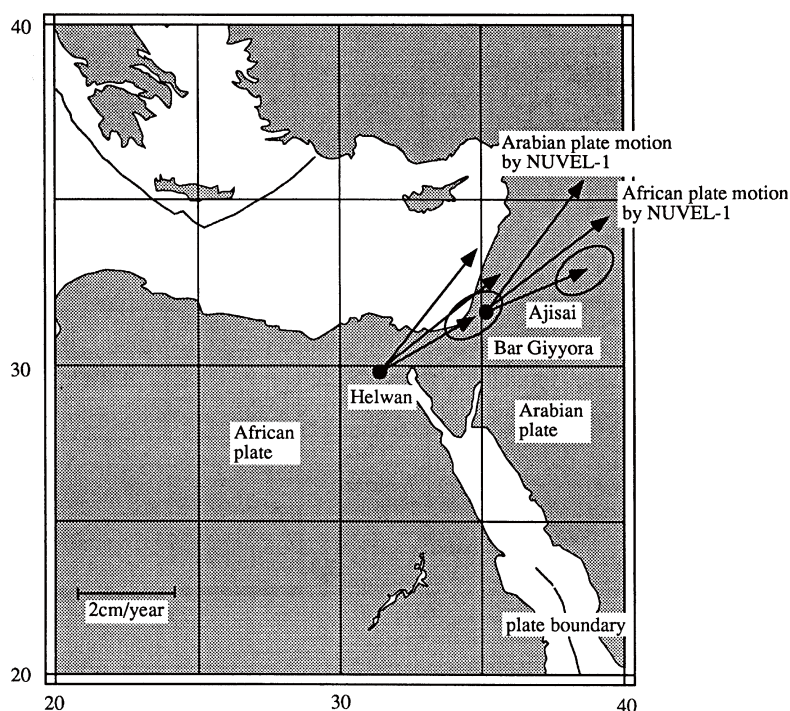 40
Arabian plate motion
by NUVEL-1
African plate motion
by NUVEL-1
Ajisai
Bar Giyyora
30
Helwan
Arabian
plate
African
plate
2cm/year
plate boundary
20
20
30
40